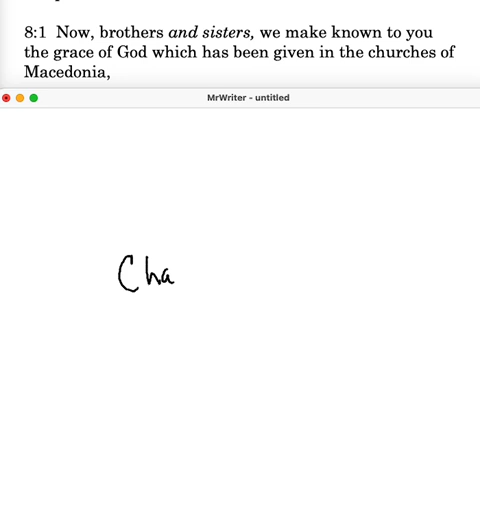 8:1 Now, brothers and sisters, we make known to you
the grace of God which has been given in the churches of
Macedonia,
MrWriter - untitled
Cha